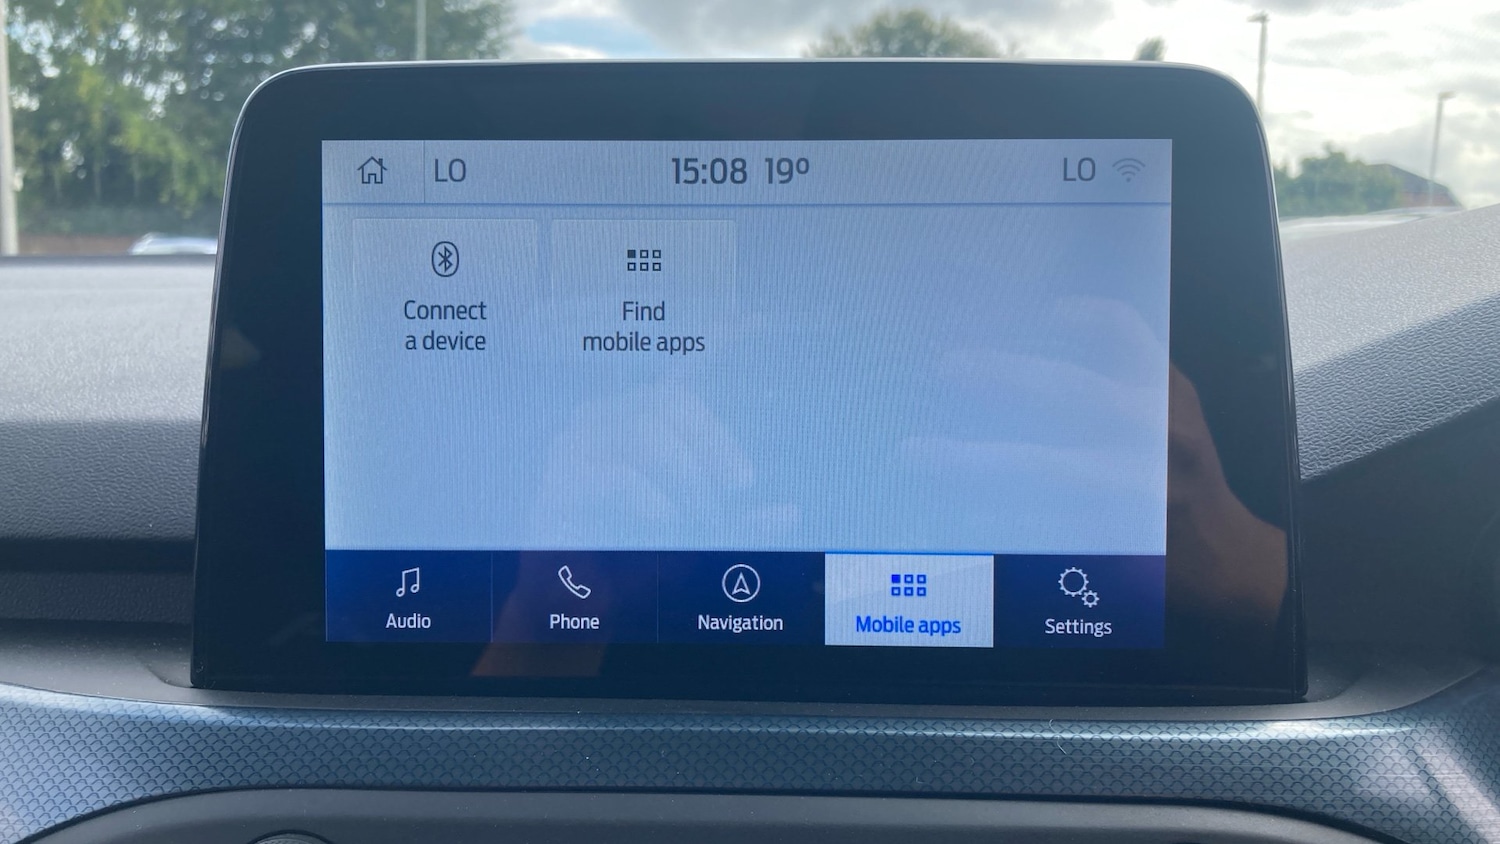 LO 15:08 19º LO
Connect
a device
Find
mobile apps
Audio Phone Navigation Mobile apps Settings